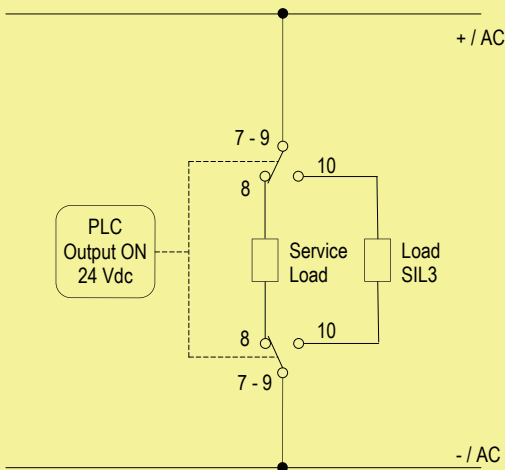 + / AC
7 - 9
10
8
PLC
Output ON
24 Vdc
Service
Load
Load
SIL3
8
10
7 - 9
- / AC